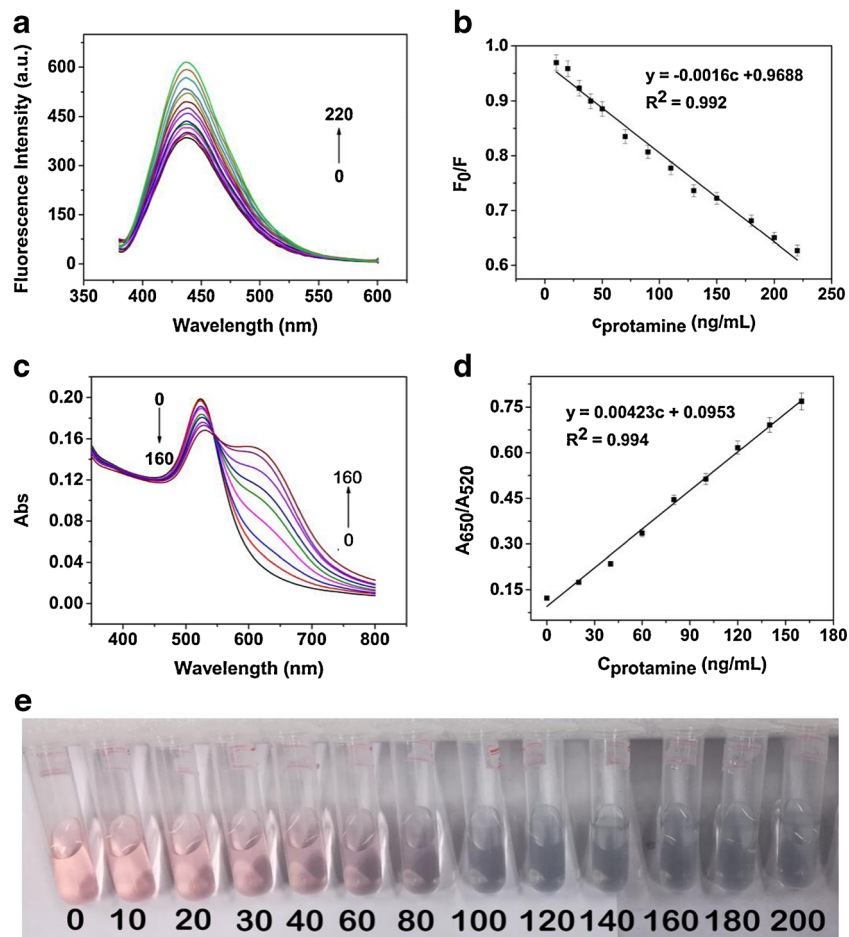 a
600
450
300
150
0
220
0
350 400 450 500 550 600
Fluorescence Intensity (a.u.)
Wavelength (nm)
b
1.0
0.9
0.8
0.7
0.6
y = -0.0016c +0.9688
R² = 0.992
0 50 100 150 200 250
F₀/F
cprotamine (ng/mL)
c
0.20
0.16
0.12
0.08
0.04
0.00
0
160
160
0
400 500 600 700 800
Abs
Wavelength (nm)
d
0.75
0.60
0.45
0.30
0.15
y = 0.00423c + 0.0953
R² = 0.994
0 30 60 90 120 150 180
A₆₅₀/A₅₂₀
Cprotamine (ng/mL)
e
0 10 20 30 40 60 80 100 120 140 160 180 200